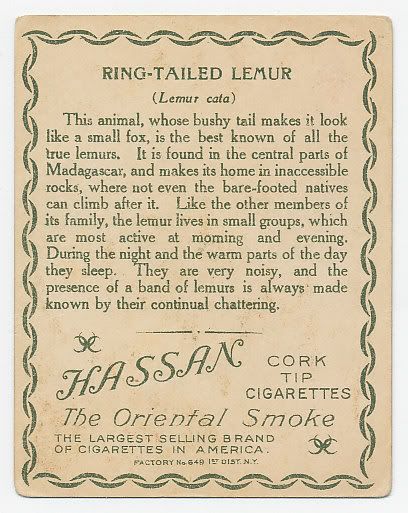 RING-TAILED LEMUR
(Lemur cata)
This animal, whose bushy tail makes it look
like a small fox, is the best known of all the
true lemurs. It is found in the central parts of
Madagascar, and makes its home in inaccessible
rocks, where not even the bare-footed natives
can climb after it. Like the other members of
its family, the lemur lives in small groups, which
are most active at morning and evening.
During the night and the warm parts of the day
they sleep. They are very noisy, and the
presence of a band of lemurs is always made
known by their continual chattering.
HASSAN
CORK
TIP
CIGARETTES
The Oriental Smoke
THE LARGEST SELLING BRAND
OF CIGARETTES IN AMERICA.
FACTORY No. 649 1ST DIST. N.Y.